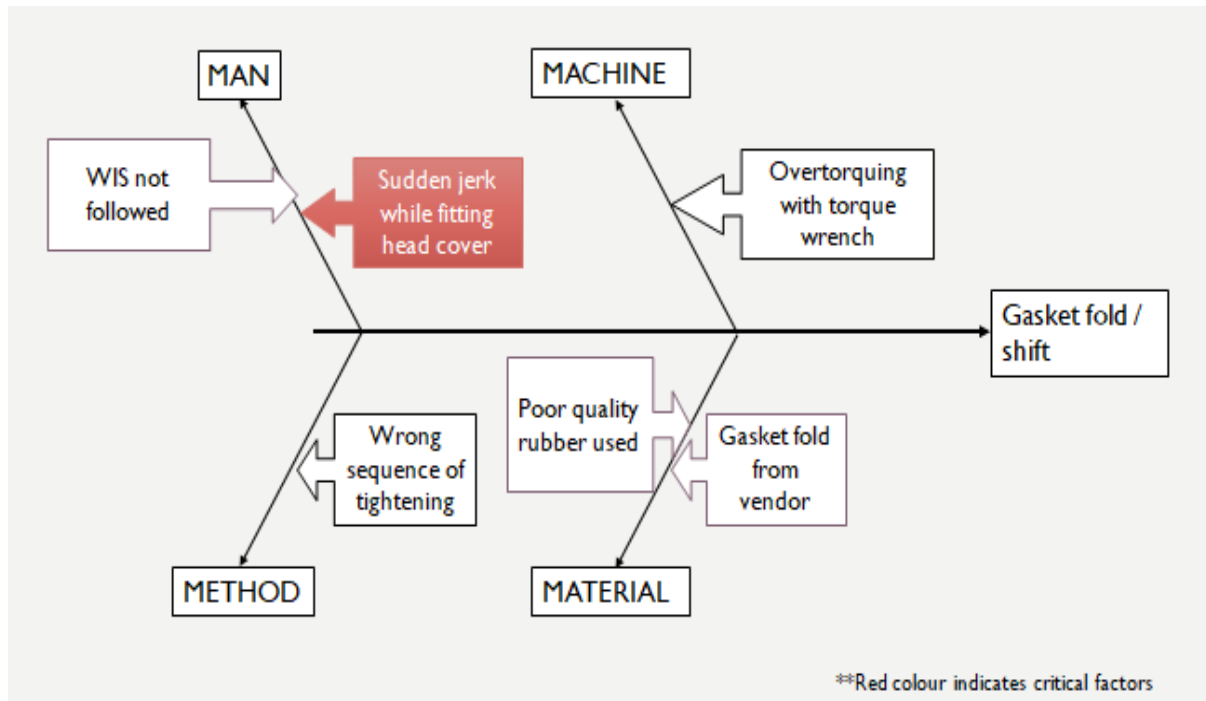 MAN
MACHINE
WIS not
followed
Sudden jerk
while fitting
head cover
Overtorquing
with torque
wrench
Gasket fold /
shift
Poor quality
rubber used
Wrong
sequence of
tightening
Gasket fold
from
vendor
METHOD
MATERIAL
**Red colour indicates critical factors